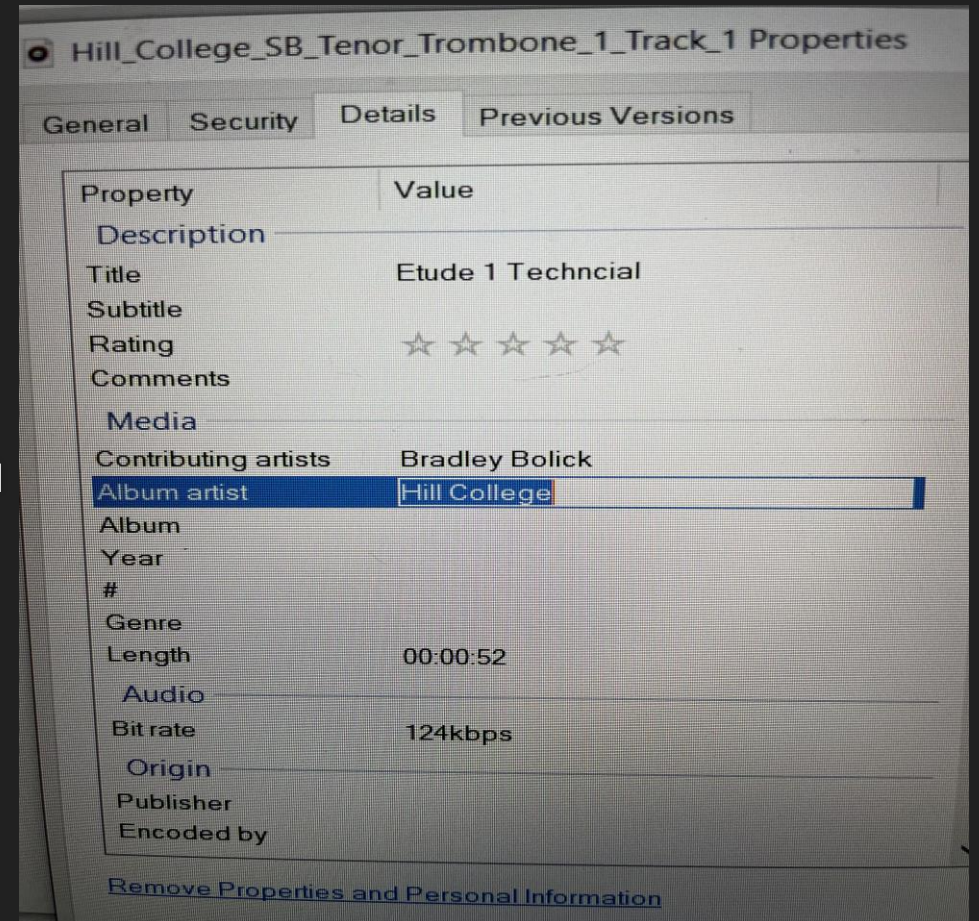 Hill_College_SB_Tenor_Trombone_1_Track_1 Properties
General Security Details Previous Versions
Property Value
Description
Title Etude 1 Techncial
Subtitle
Rating
Comments
Media
Contributing artists Bradley Bolick
Album artist Hill College
Album
Year
#
Genre
Length 00:00:52
Audio
Bit rate 124kbps
Origin
Publisher
Encoded by
Remove Properties and Personal Information